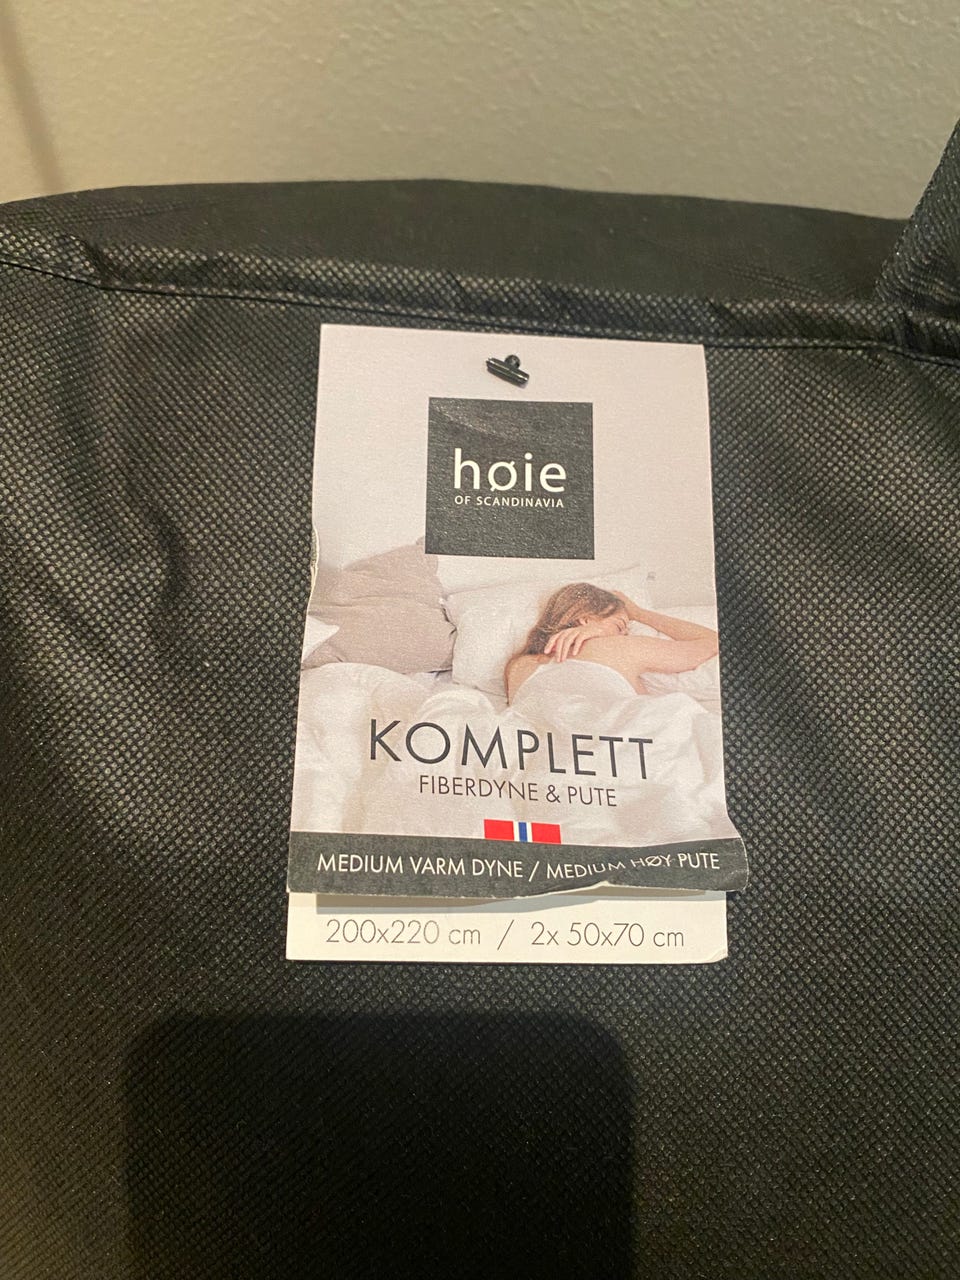 høie
OF SCANDINAVIA
KOMPLETT
FIBERDYNE & PUTE
MEDIUM VARM DYNE / MEDIUM HØY PUTE
200x220 cm / 2x 50x70 cm